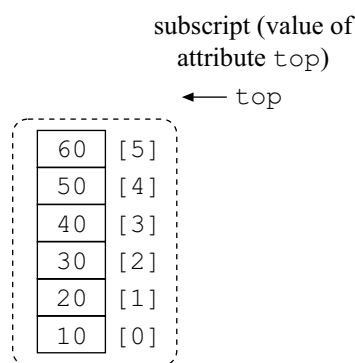 subscript (value of
attribute top)
top
60 [5]
50 [4]
40 [3]
30 [2]
20 [1]
10 [0]